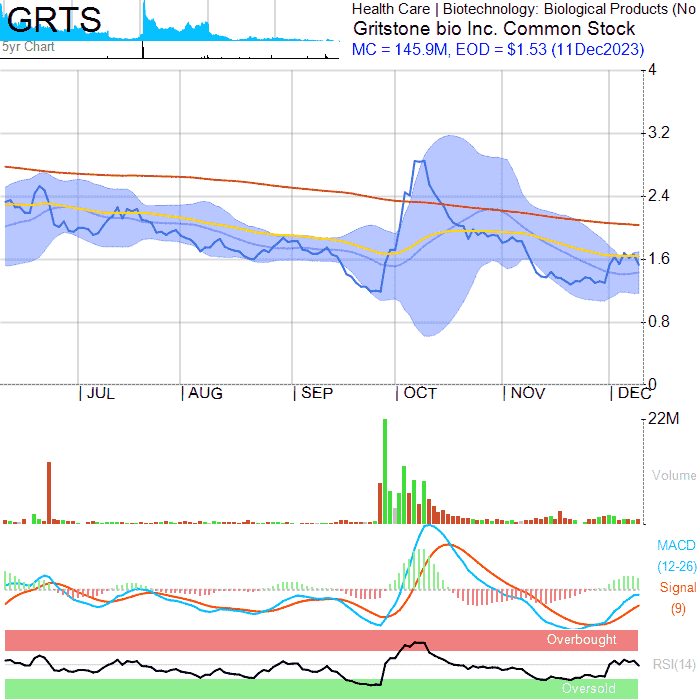 GRTS
5yr Chart
Health Care | Biotechnology: Biological Products (No
Gritstone bio Inc. Common Stock
MC = 145.9M, EOD = $1.53 (11Dec2023)
4
3.2
2.4
1.6
0.8
0
| JUL | AUG | SEP | OCT | NOV | DEC
22M
Volume
MACD
(12-26)
Signal
(9)
Overbought
RSI(14)
Oversold